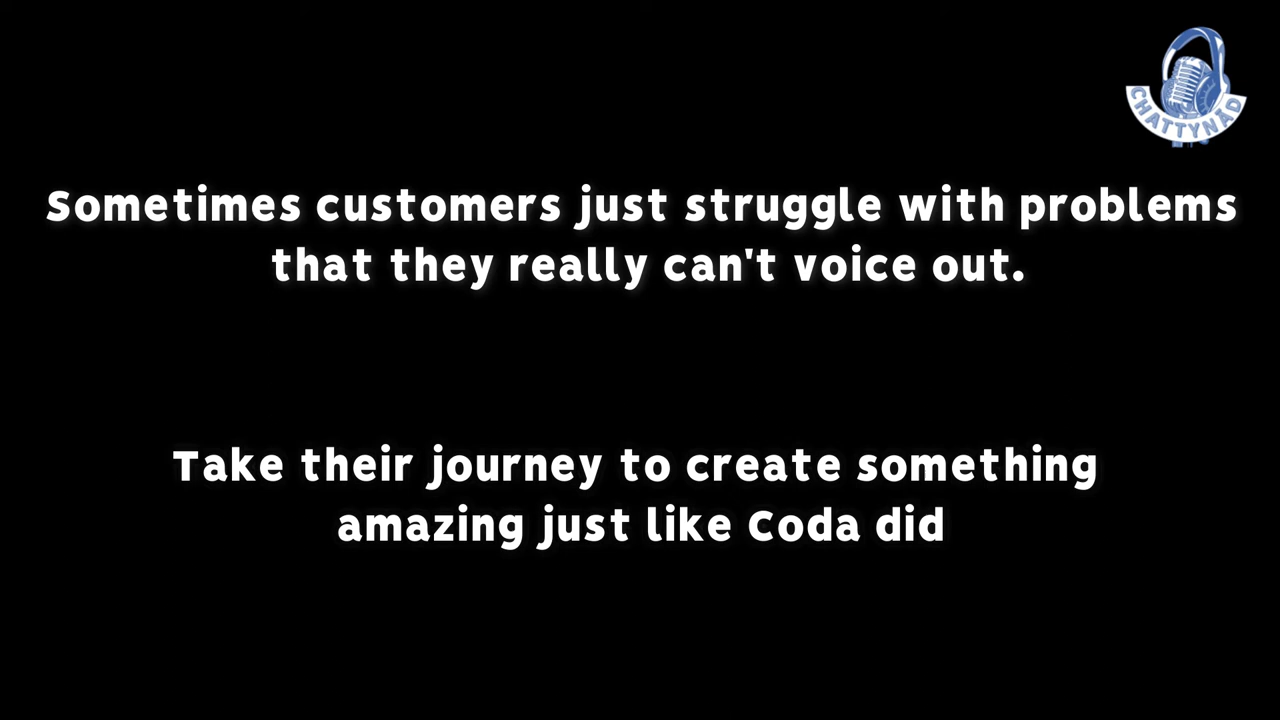 CHATTYNAD
Sometimes customers just struggle with problems
that they really can't voice out.
Take their journey to create something
amazing just like Coda did